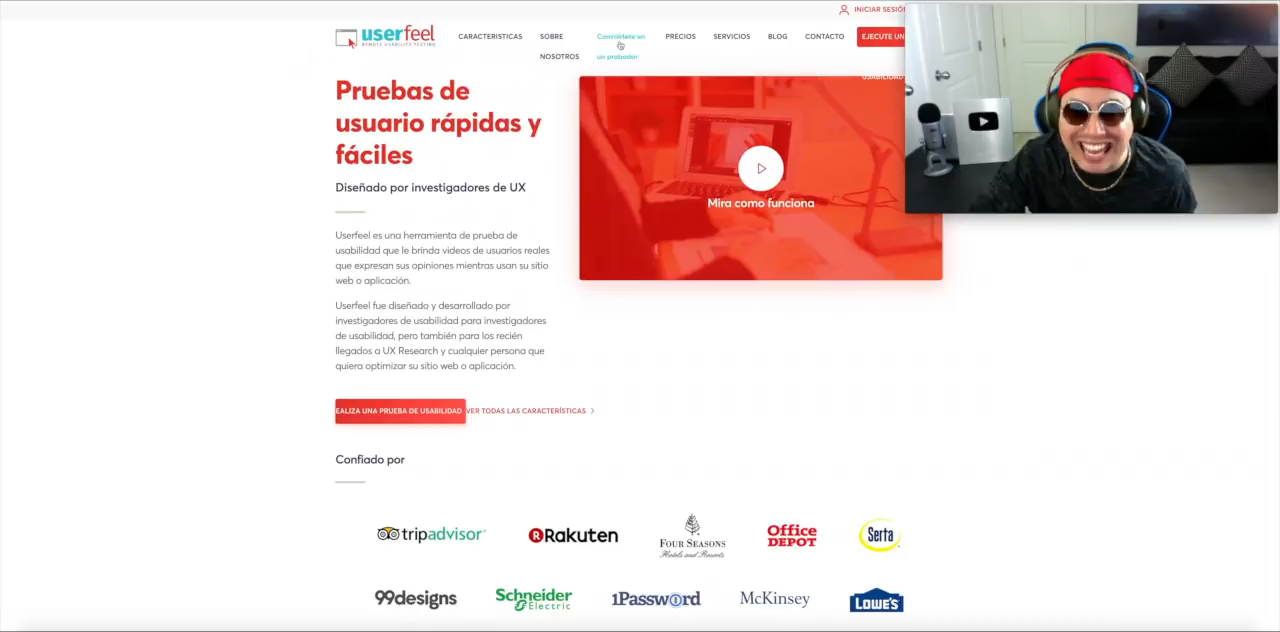 INICIAR SESIÓN
userfeel
REMOTE USABILITY TESTING
CARACTERISTICAS
SOBRE
NOSOTROS
Conviértete en
un probador
PRECIOS
SERVICIOS
BLOG
CONTACTO
EJECUTE UN
USABILIDAD
Pruebas de
usuario rápidas y
fáciles
Diseñado por investigadores de UX
Userfeel es una herramienta de prueba de
usabilidad que le brinda videos de usuarios reales
que expresan sus opiniones mientras usan su sitio
web o aplicación.
Userfeel fue diseñado y desarrollado por
investigadores de usabilidad para investigadores
de usabilidad, pero también para los recién
llegados a UX Research y cualquier persona que
quiera optimizar su sitio web o aplicación.
Mira como funciona
EALIZA UNA PRUEBA DE USABILIDAD
VER TODAS LAS CARACTERÍSTICAS
Confiado por
tripadvisor
Rakuten
FOUR SEASONS
Hotels and Resorts
Office
DEPOT
Serta
99designs
Schneider
Electric
1Password
McKinsey
LOWE'S